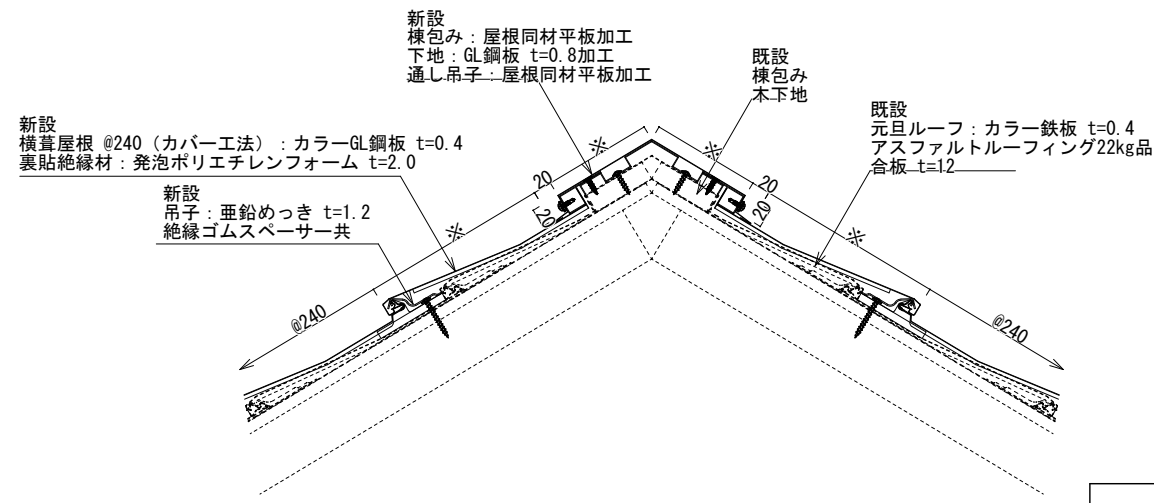 新設
棟包み：屋根同材平板加工
下地：GL鋼板 t=0.8加工
通し吊子：屋根同材平板加工
既設
棟包み
木下地
既設
元旦ルーフ：カラー鉄板 t=0.4
アスファルトルーフィング22kg品
合板 t=12
新設
横葺屋根 @240（カバー工法）：カラーGL鋼板 t=0.4
裏貼絶縁材：発泡ポリエチレンフォーム t=2.0
新設
吊子：亜鉛めっき t=1.2
絶縁ゴムスペーサー共
※
※
20
20
20
20
※
※
@240
@240